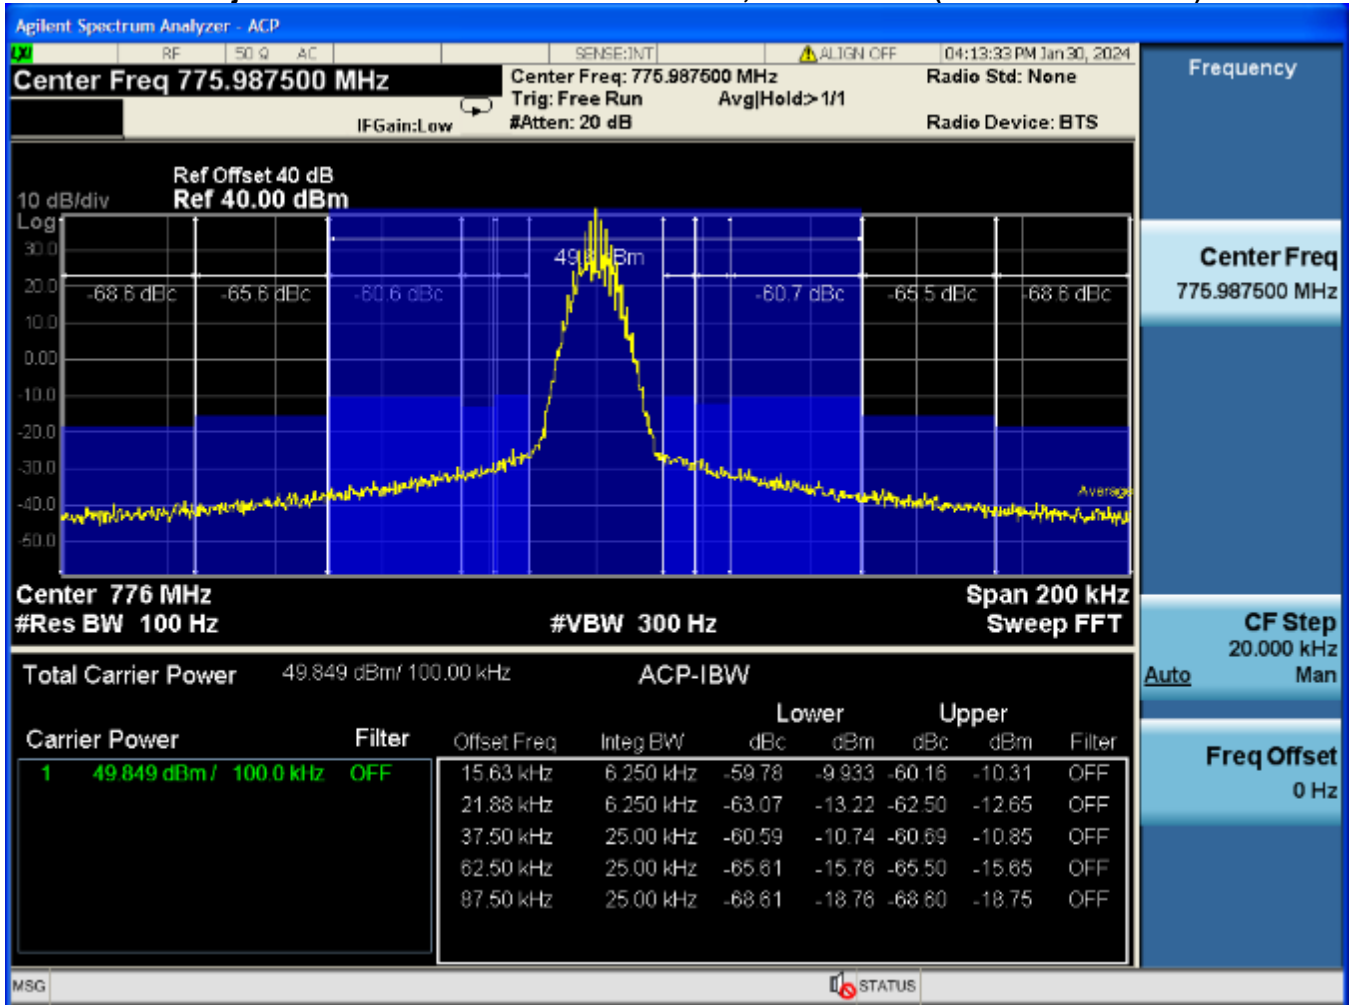 Agilent Spectrum Analyzer - ACP
LXI RF 50 Ω AC SENSE:INT ALIGN OFF 04:13:33 PM Jan 30, 2024
Center Freq 775.987500 MHz
Center Freq: 775.987500 MHz Radio Std: None
Trig: Free Run Avg|Hold:> 1/1
IFGain:Low #Atten: 20 dB Radio Device: BTS
Ref Offset 40 dB
10 dB/div Ref 40.00 dBm
Log
30.0
20.0
10.0
0.00
-10.0
-20.0
-30.0
-40.0
-50.0
dBm
-68.6 dBc -65.6 dBc -60.6 dBc -60.7 dBc -65.5 dBc -68.6 dBc
Average
Center 776 MHz Span 200 kHz
#Res BW 100 Hz #VBW 300 Hz Sweep FFT
Total Carrier Power 49.849 dBm/ 100.00 kHz ACP-IBW
Lower Upper
Carrier Power Filter Offset Freq Integ BW dBc dBm dBc dBm Filter
1 49.849 dBm / 100.0 kHz OFF 15.63 kHz 6.250 kHz -59.78 -9.933 -60.16 -10.31 OFF
21.88 kHz 6.250 kHz -63.07 -13.22 -62.50 -12.65 OFF
37.50 kHz 25.00 kHz -60.59 -10.74 -60.69 -10.85 OFF
62.50 kHz 25.00 kHz -65.61 -15.76 -65.50 -15.65 OFF
87.50 kHz 25.00 kHz -68.61 -18.76 -68.60 -18.75 OFF
MSG STATUS
Frequency
Center Freq
775.987500 MHz
CF Step
20.000 kHz
Auto Man
Freq Offset
0 Hz